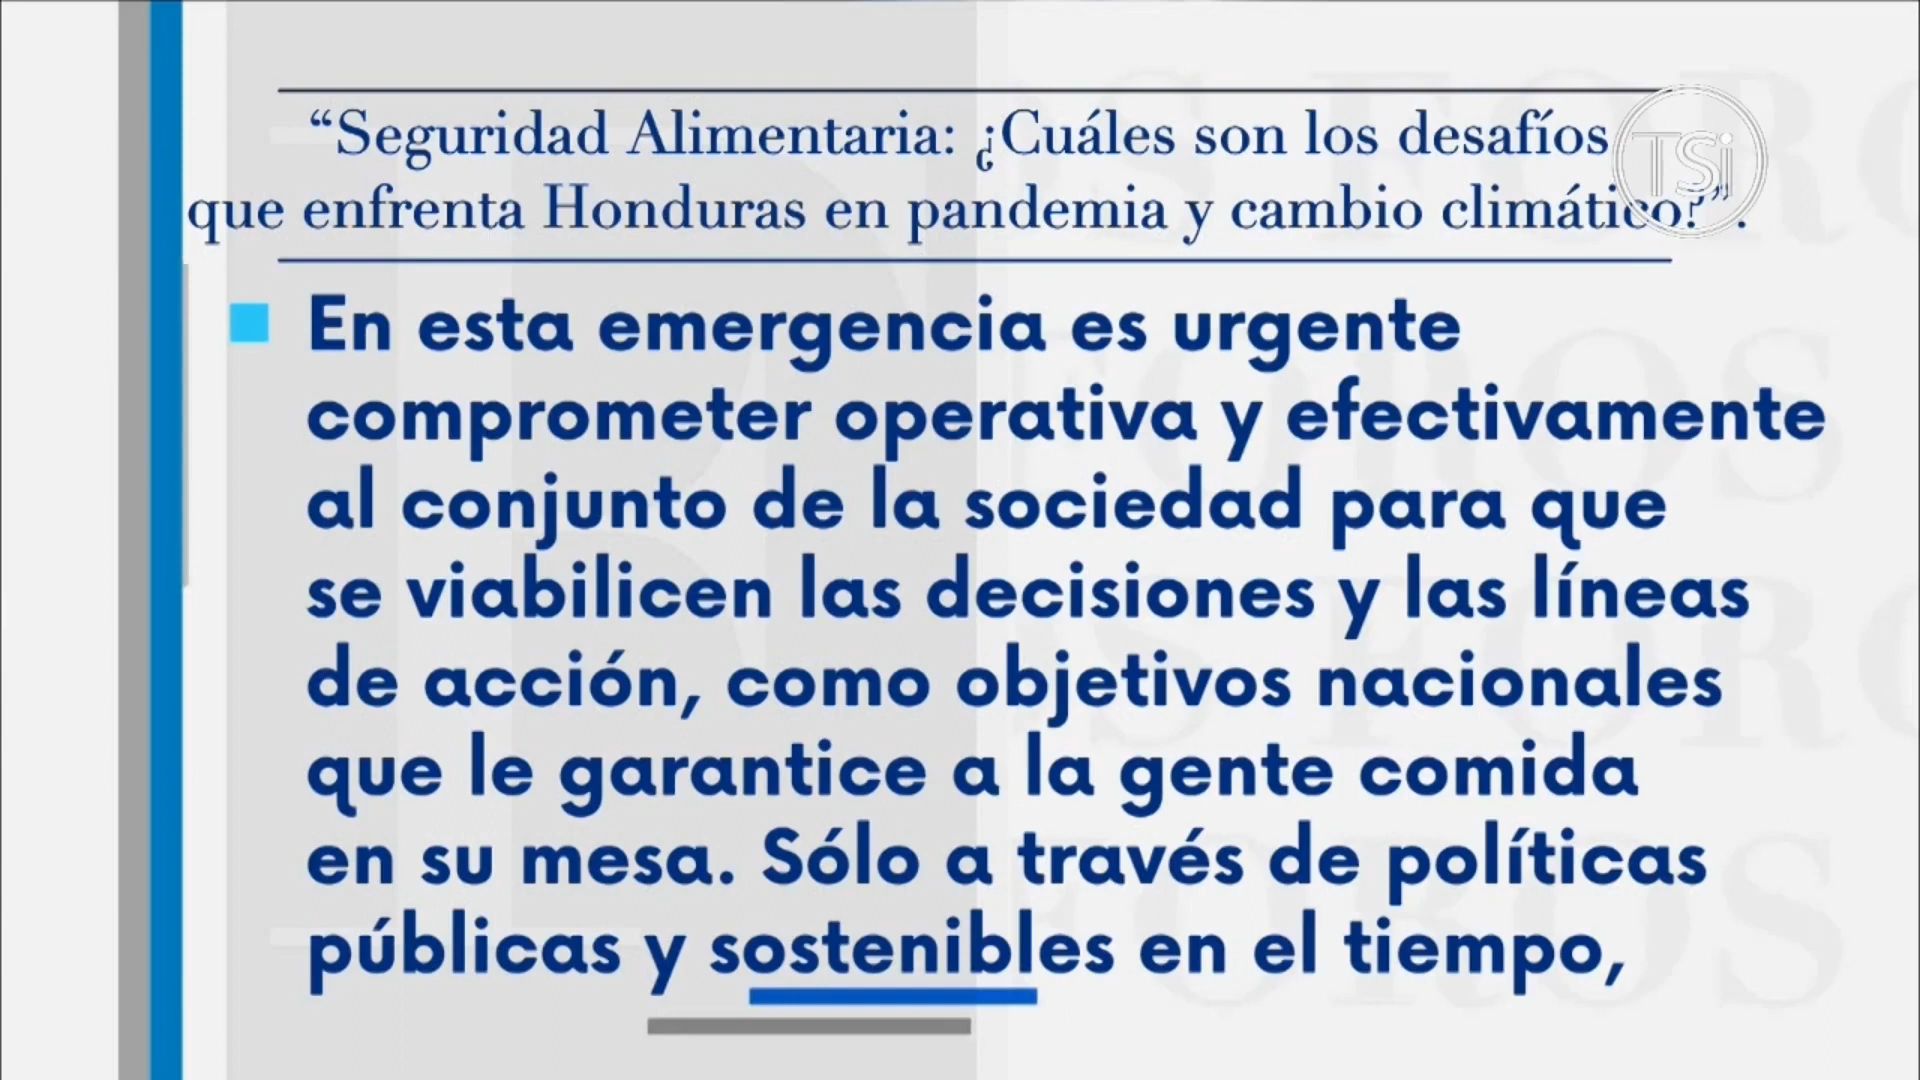 “Seguridad Alimentaria: ¿Cuáles son los desafíos
que enfrenta Honduras en pandemia y cambio climático?”.
TSi
En esta emergencia es urgente
comprometer operativa y efectivamente
al conjunto de la sociedad para que
se viabilicen las decisiones y las líneas
de acción, como objetivos nacionales
que le garantice a la gente comida
en su mesa. Sólo a través de políticas
públicas y sostenibles en el tiempo,
FOROS
FOROS